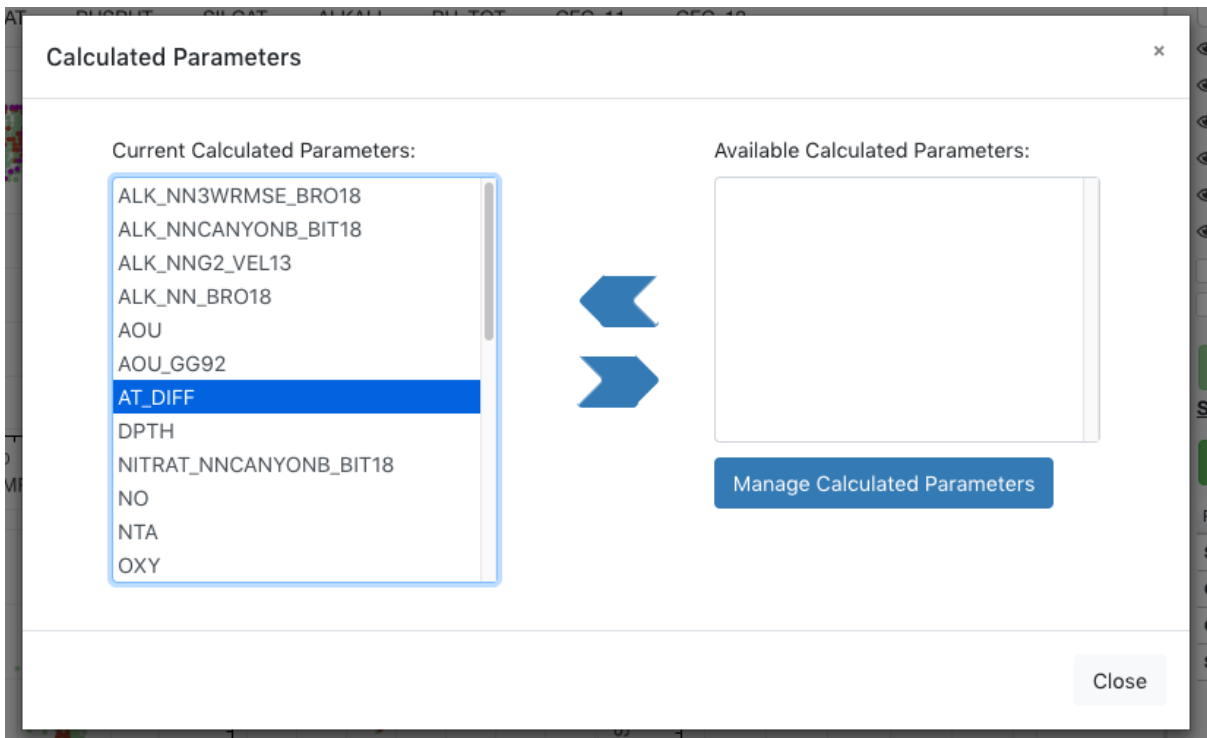 Calculated Parameters
×
Current Calculated Parameters:
ALK_NN3WRMSE_BRO18
ALK_NNCANYONB_BIT18
ALK_NNG2_VEL13
ALK_NN_BRO18
AOU
AOU_GG92
AT_DIFF
DPTH
NITRAT_NNCANYONB_BIT18
NO
NTA
OXY
Available Calculated Parameters:
Manage Calculated Parameters
Close